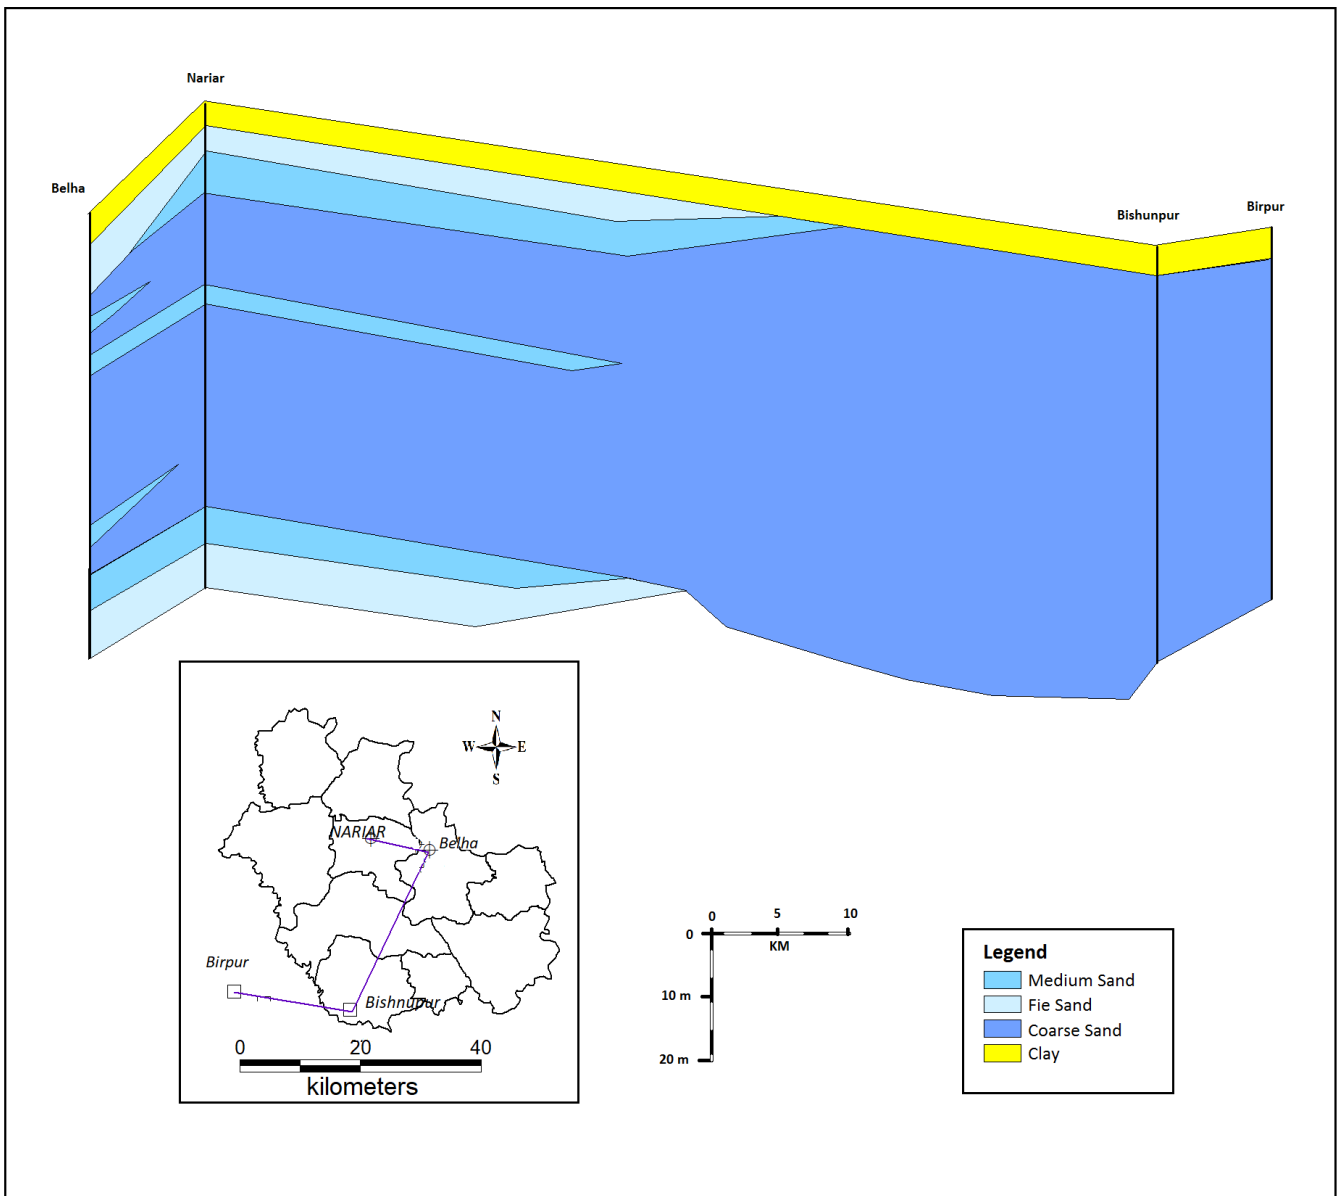 Nariar
Belha
Bishunpur
Birpur
N
W E
S
NARIAR
Belha
Birpur
Bishnupur
0 20 40
kilometers
0 5 10
0
KM
10 m
20 m
Legend
Medium Sand
Fie Sand
Coarse Sand
Clay